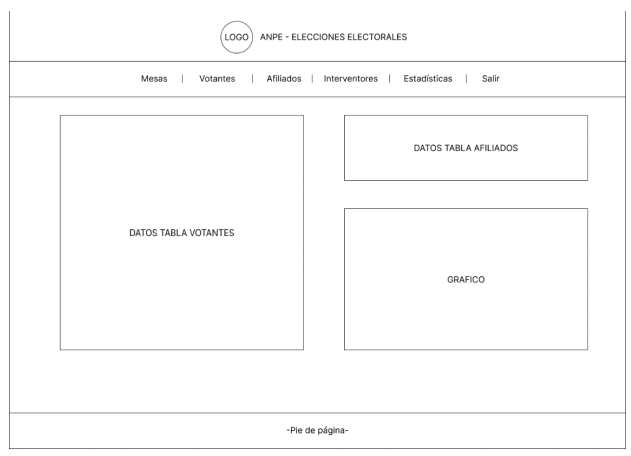 LOGO ANPE - ELECCIONES ELECTORALES
Mesas | Votantes | Afiliados | Interventores | Estadísticas | Salir
DATOS TABLA VOTANTES
DATOS TABLA AFILIADOS
GRAFICO
-Pie de página-